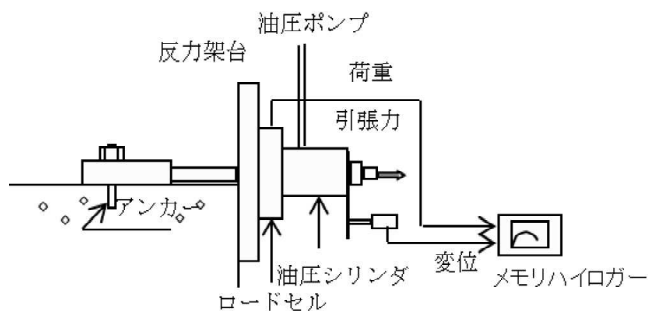 油圧ポンプ
反力架台
荷重
引張力
アンカー
変位
油圧シリンダ
メモリハイロガー
ロードセル